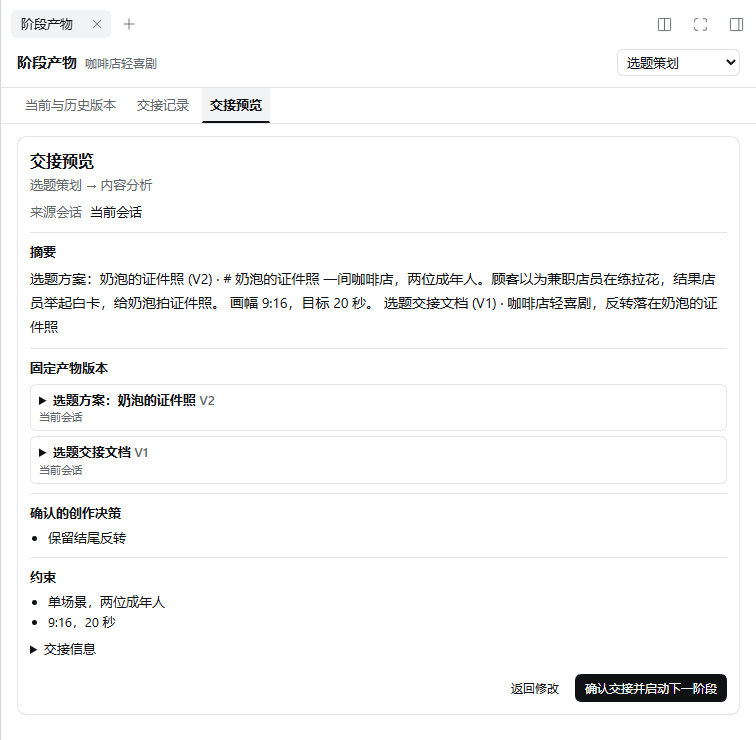 阶段产物
阶段产物 咖啡店轻喜剧
选题策划
当前与历史版本 交接记录 交接预览
交接预览
选题策划 → 内容分析
来源会话 当前会话
摘要
选题方案：奶泡的证件照 (V2) · # 奶泡的证件照 一间咖啡店，两位成年人。顾客以为兼职店员在练拉花，结果店
员举起白卡，给奶泡拍证件照。 画幅 9:16，目标 20 秒。 选题交接文档 (V1) · 咖啡店轻喜剧，反转落在奶泡的证
件照
固定产物版本
选题方案：奶泡的证件照 V2
当前会话
选题交接文档 V1
当前会话
确认的创作决策
• 保留结尾反转
约束
• 单场景，两位成年人
• 9:16，20 秒
交接信息
返回修改 确认交接并启动下一阶段